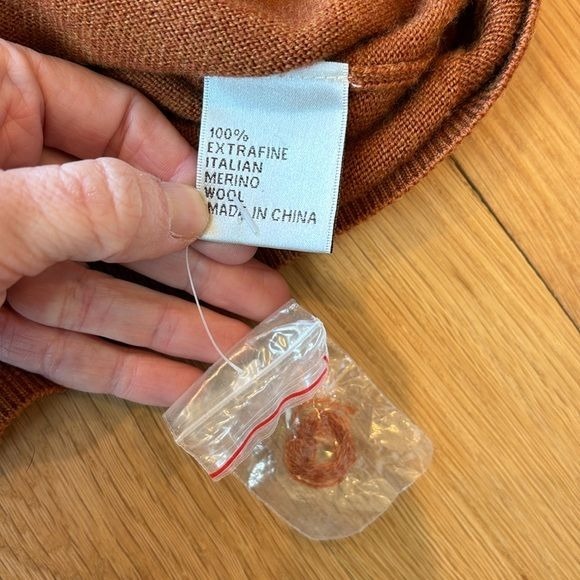 100%
EXTRAFINE
ITALIAN
MERINO
WOOL
MADE IN CHINA